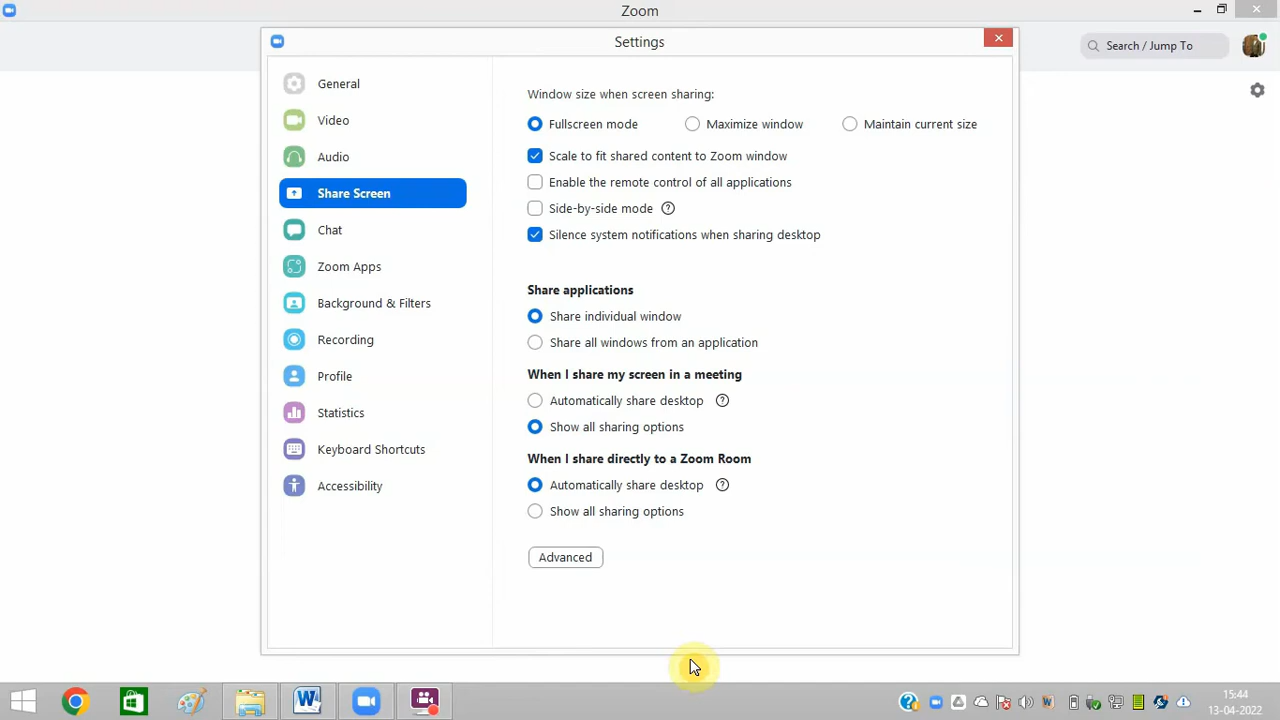 Zoom
Settings
Search / Jump To
General
Video
Audio
Share Screen
Chat
Zoom Apps
Background & Filters
Recording
Profile
Statistics
Keyboard Shortcuts
Accessibility
Window size when screen sharing:
Fullscreen mode Maximize window Maintain current size
Scale to fit shared content to Zoom window
Enable the remote control of all applications
Side-by-side mode ?
Silence system notifications when sharing desktop
Share applications
Share individual window
Share all windows from an application
When I share my screen in a meeting
Automatically share desktop ?
Show all sharing options
When I share directly to a Zoom Room
Automatically share desktop ?
Show all sharing options
Advanced
15:44
13-04-2022